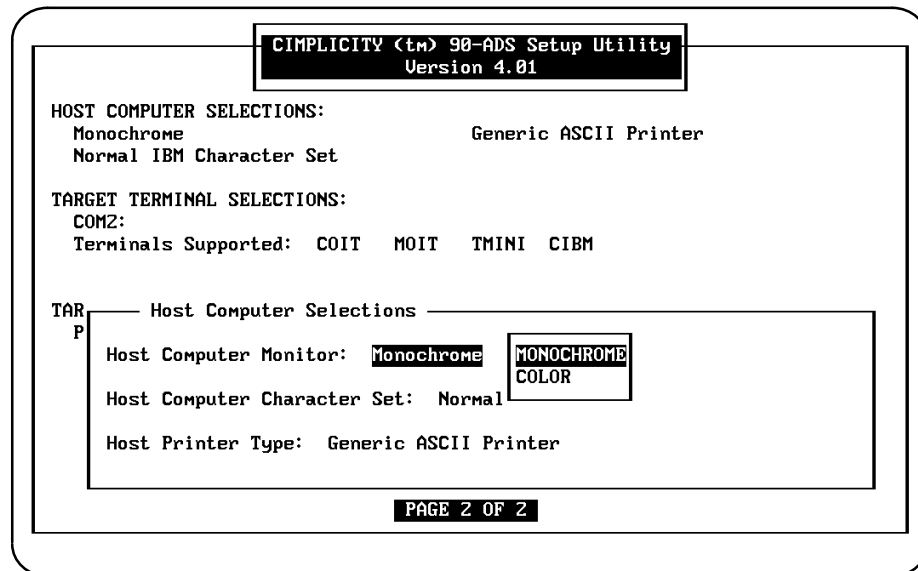 CIMPLICITY (tm) 90-ADS Setup Utility
Version 4.01
HOST COMPUTER SELECTIONS:
Monochrome Generic ASCII Printer
Normal IBM Character Set
TARGET TERMINAL SELECTIONS:
COM2:
Terminals Supported: COIT MOIT TMINI CIBM
TAR
P
Host Computer Selections
Host Computer Monitor: Monochrome
MONOCHROME
COLOR
Host Computer Character Set: Normal
Host Printer Type: Generic ASCII Printer
PAGE 2 OF 2